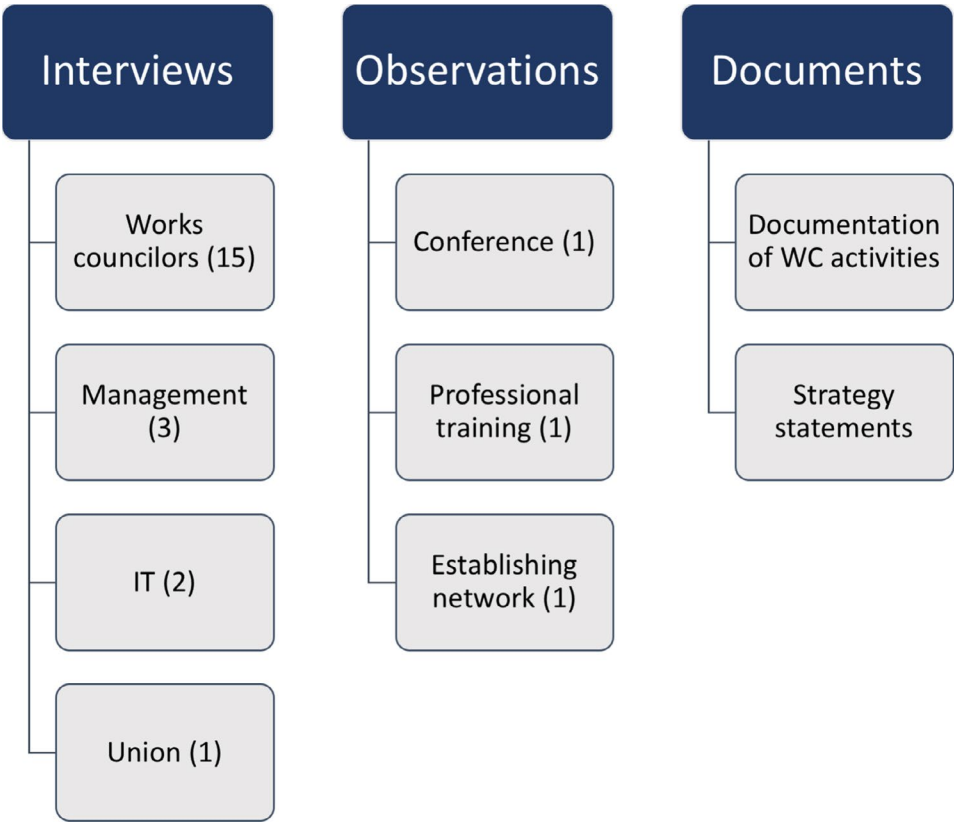 Interviews
Works
councilors (15)
Management
(3)
IT (2)
Union (1)
Observations
Conference (1)
Professional
training (1)
Establishing
network (1)
Documents
Documentation
of WC activities
Strategy
statements